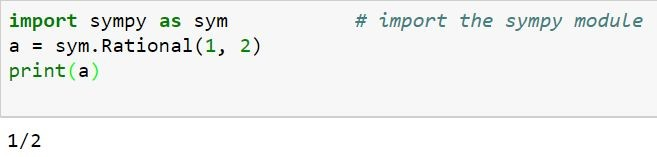 import sympy as sym # import the sympy module
a = sym.Rational(1, 2)
print(a)
1/2